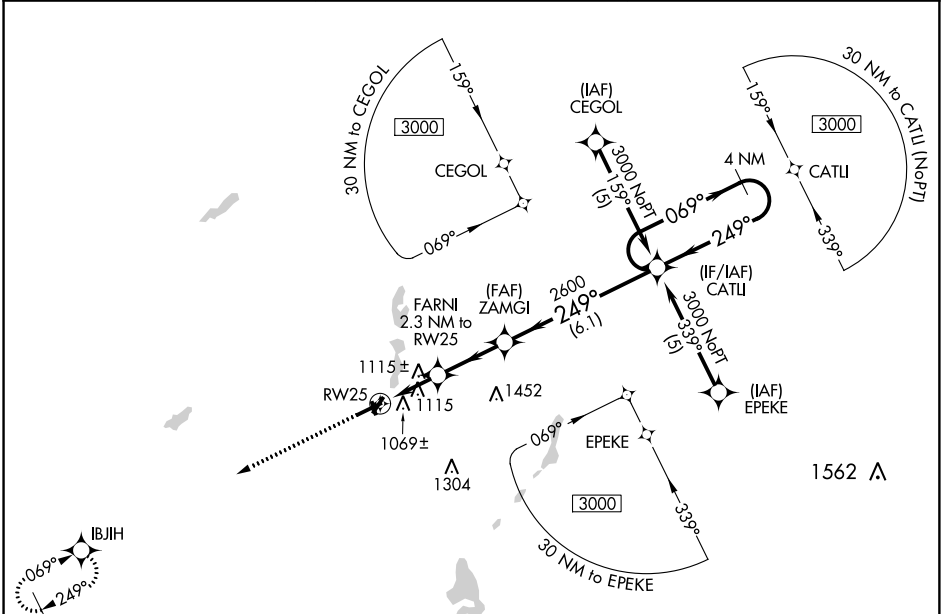 30 NM to CEGOL
159°
3000
CEGOL
069°
(IAF)
CEGOL
3000 NoPT
159°
(5)
4 NM
069°
249°
30 NM to CATLI (NoPT)
159°
3000
CATLI
339°
(IF/IAF)
CATLI
2600
249°
(6.1)
(FAF)
ZAMGI
FARNI
2.3 NM to
RW25
3000 NoPT
339°
(5)
(IAF)
EPEKE
1115 ±
RW25
1115
1069 ±
1452
1304
069°
EPEKE
3000
339°
30 NM to EPEKE
1562
IBJIH
069°
249°